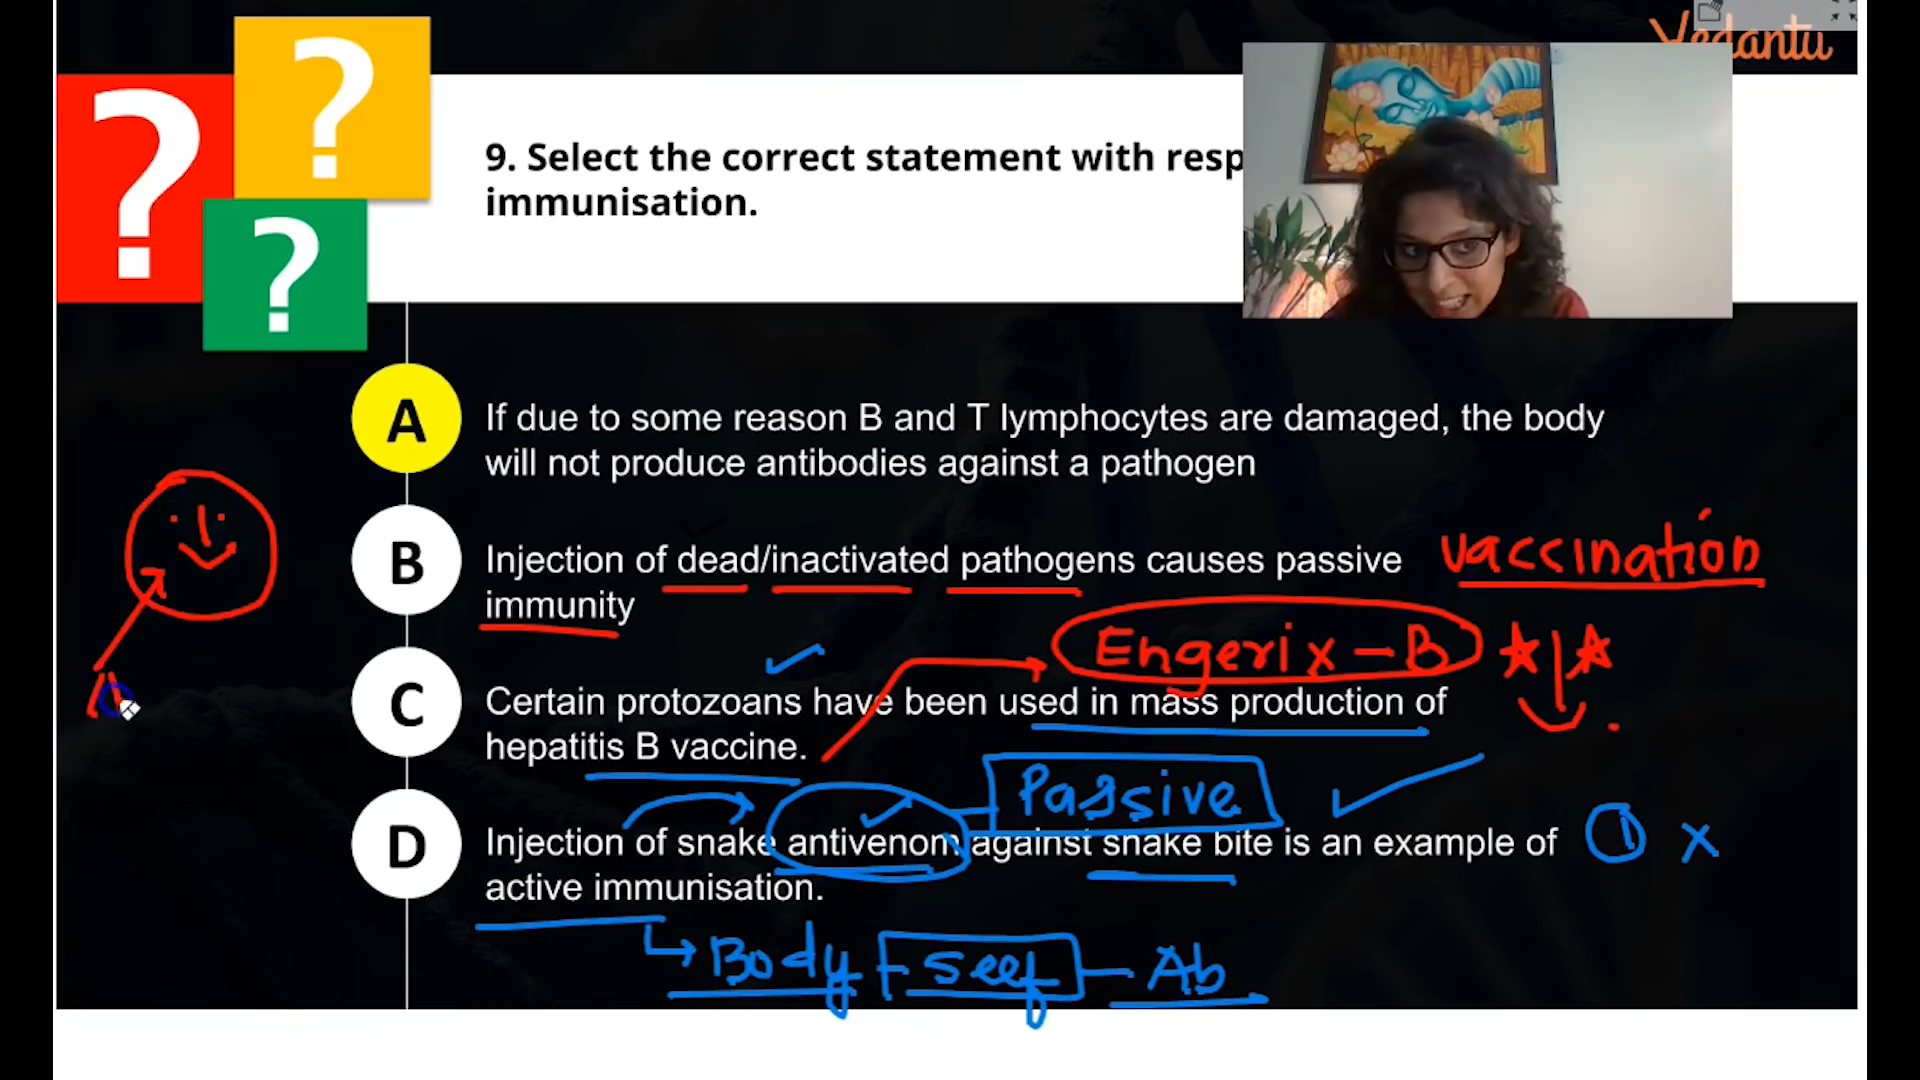 Vedantu
? ? ?
9. Select the correct statement with resp
immunisation.
A
If due to some reason B and T lymphocytes are damaged, the body
will not produce antibodies against a pathogen
B
Injection of dead/inactivated pathogens causes passive
immunity
vaccination
Engerix-B
C
Certain protozoans have been used in mass production of
hepatitis B vaccine.
Passive
D
Injection of snake antivenom against snake bite is an example of
active immunisation.
① x
Body - Self - Ab